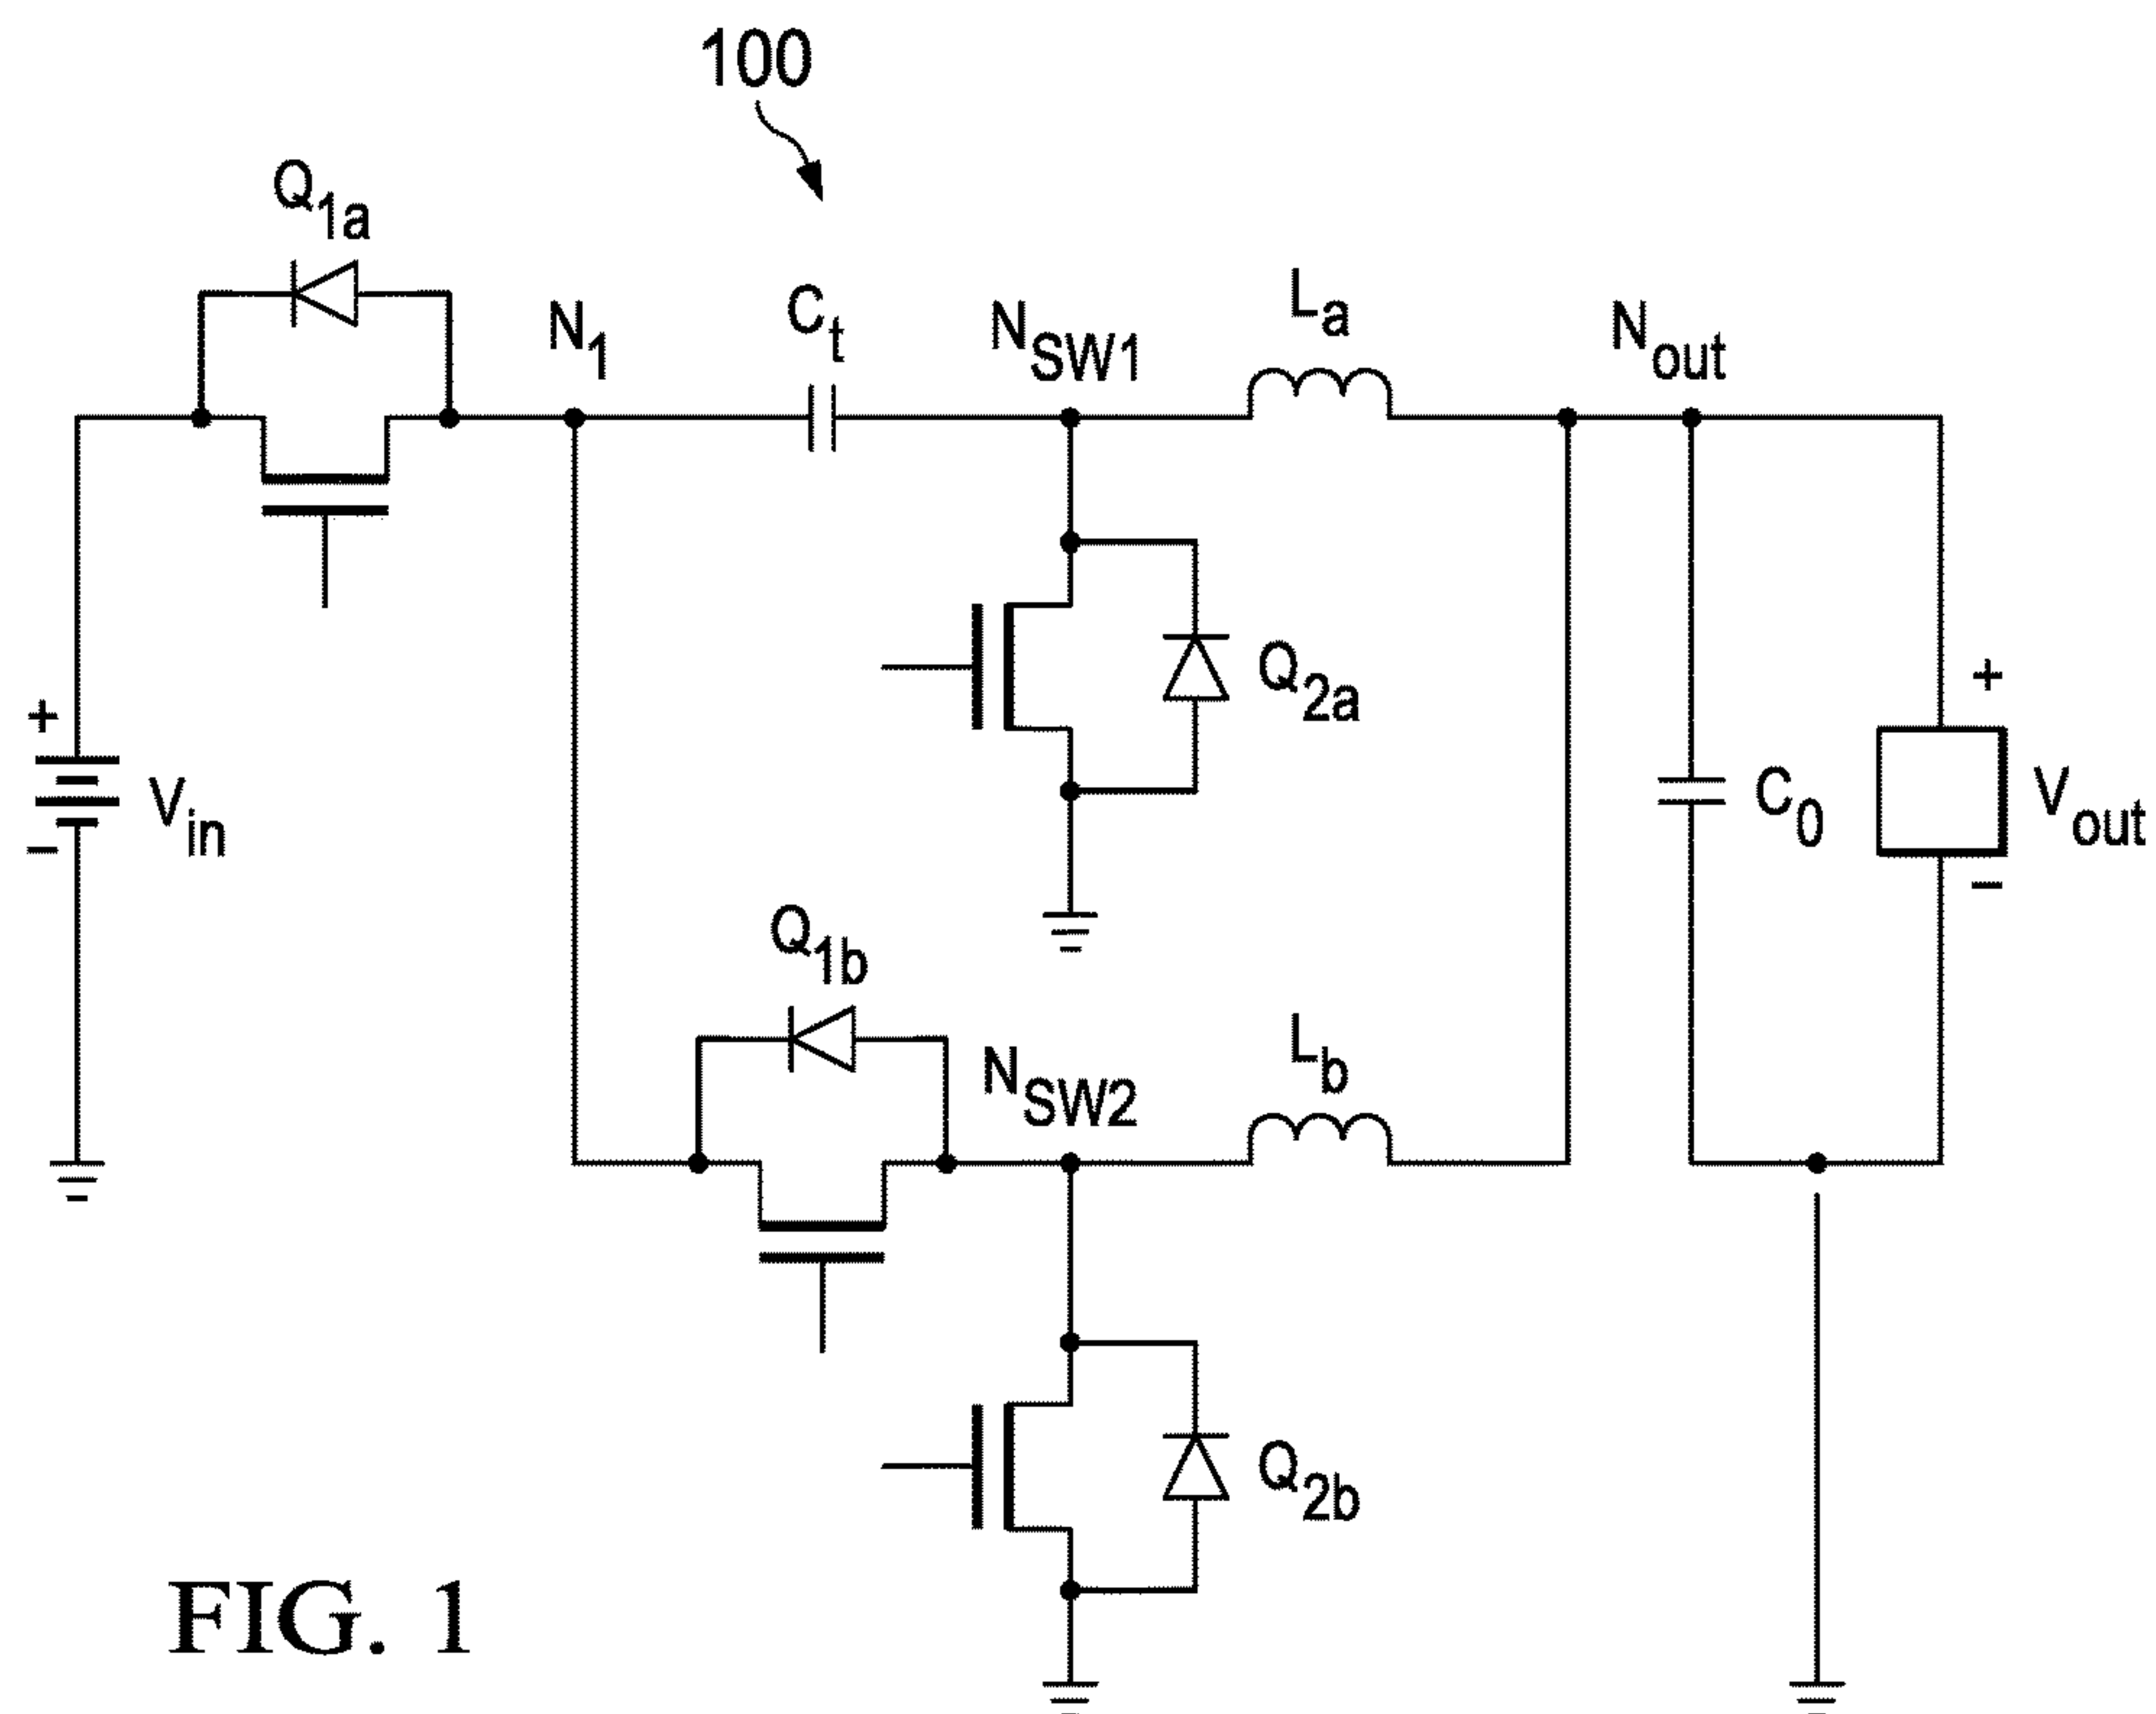 100
Q1a
N1
Ct
NSW1
La
Nout
Q2a
+
+
Vin
−
C0
Vout
−
Q1b
NSW2
Lb
Q2b
FIG. 1